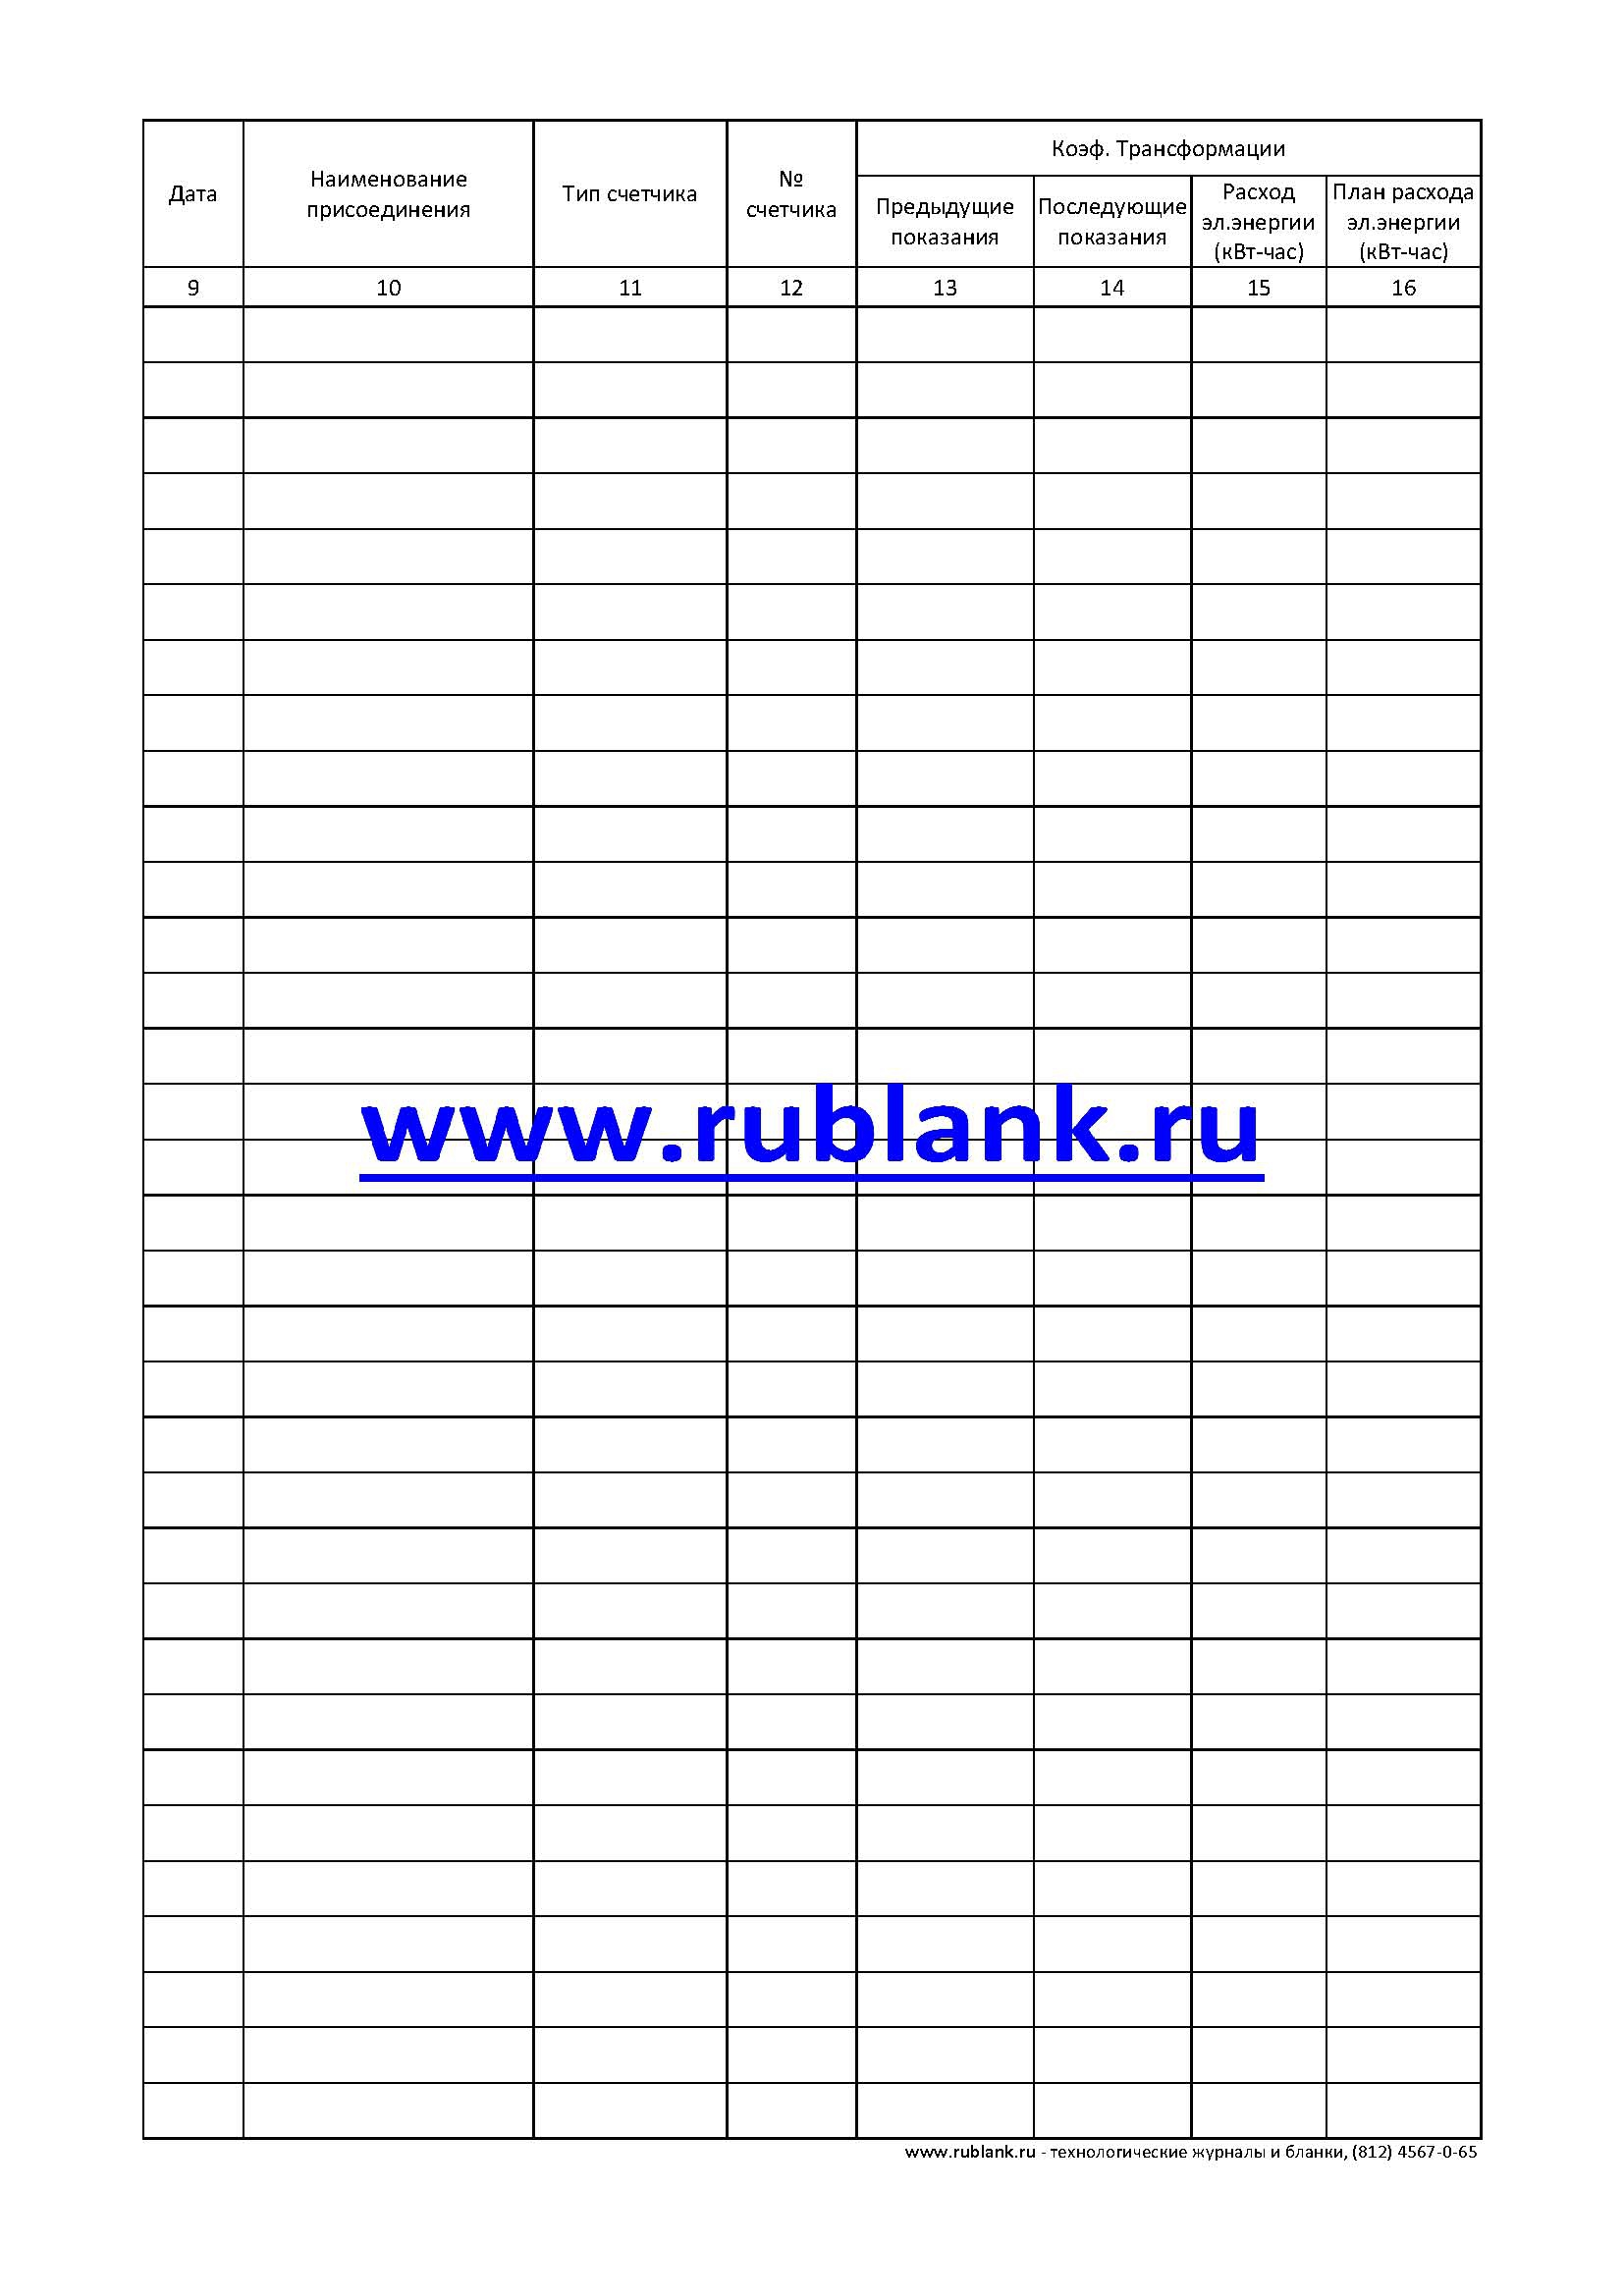 Дата
Наименование
присоединения
Тип счетчика
№
счетчика
Коэф. Трансформации
Предыдущие
показания
Последующие
показания
Расход
эл.энергии
(кВт-час)
План расхода
эл.энергии
(кВт-час)
9 10 11 12 13 14 15 16
www.rublank.ru
www.rublank.ru - технологические журналы и бланки, (812) 4567-0-65